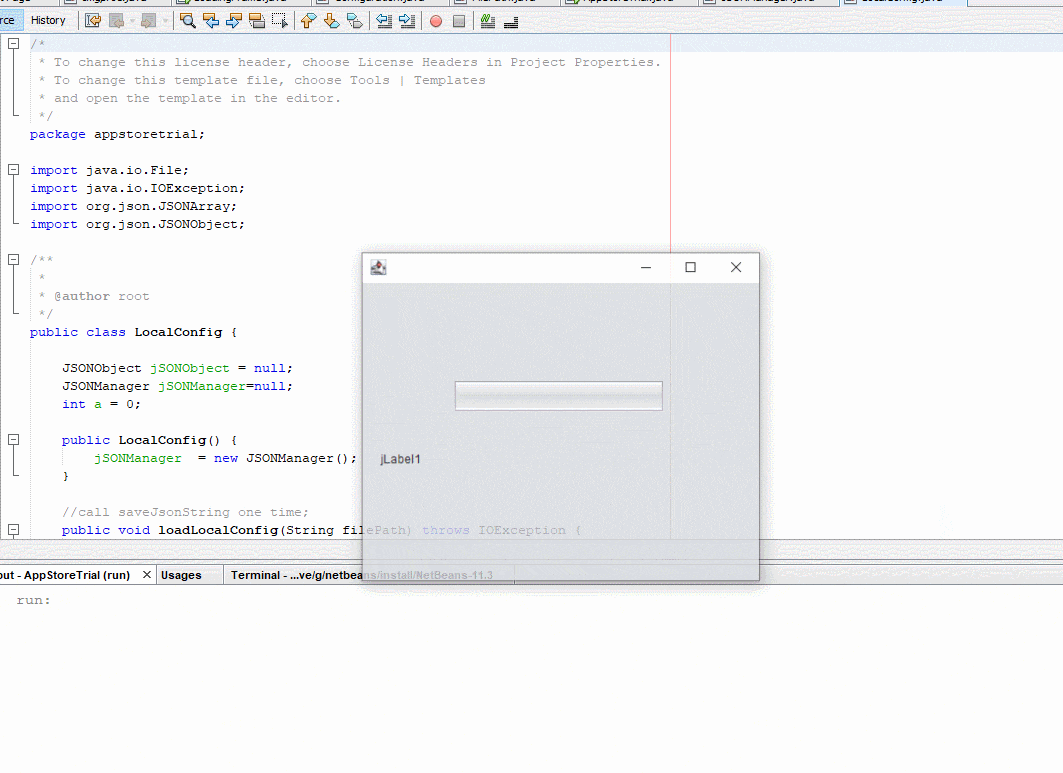 History
/*
* To change this license header, choose License Headers in Project Properties.
* To change this template file, choose Tools | Templates
* and open the template in the editor.
*/
package appstoretrial;
import java.io.File;
import java.io.IOException;
import org.json.JSONArray;
import org.json.JSONObject;
/**
*
* @author root
*/
public class LocalConfig {
JSONObject jSONObject = null;
JSONManager jSONManager=null;
int a = 0;
public LocalConfig() {
jSONManager  = new JSONManager();
}
jLabel1
//call saveJsonString one time;
public void loadLocalConfig(String filePath) throws IOException {
AppStoreTrial (run)
Usages
Terminal - ...ve/g/netbeans/install/NetBeans-11.3
run: